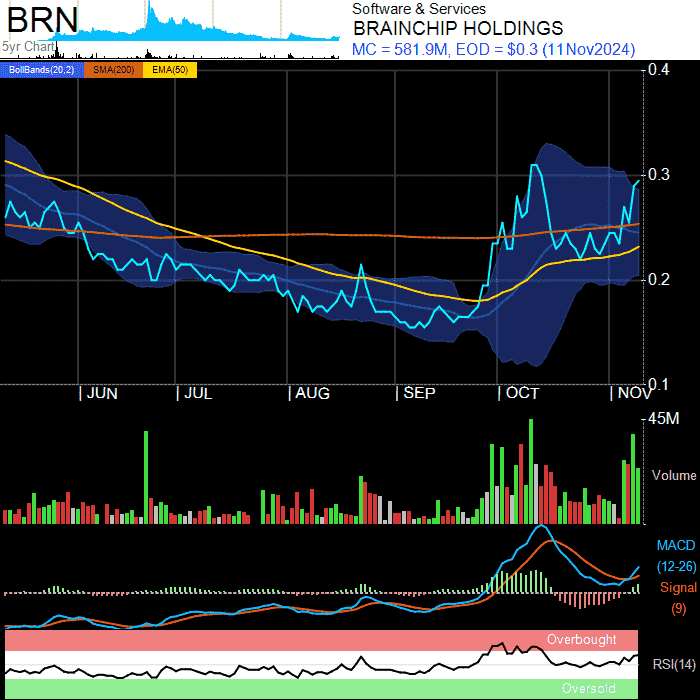 BRN
5yr Chart
Software & Services
BRAINCHIP HOLDINGS
MC = 581.9M, EOD = $0.3 (11Nov2024)
BollBands(20,2) SMA(200) EMA(50)
0.4
0.3
0.2
0.1
| JUN | JUL | AUG | SEP | OCT | NOV
45M
Volume
MACD
(12-26)
Signal
(9)
Overbought
RSI(14)
Oversold